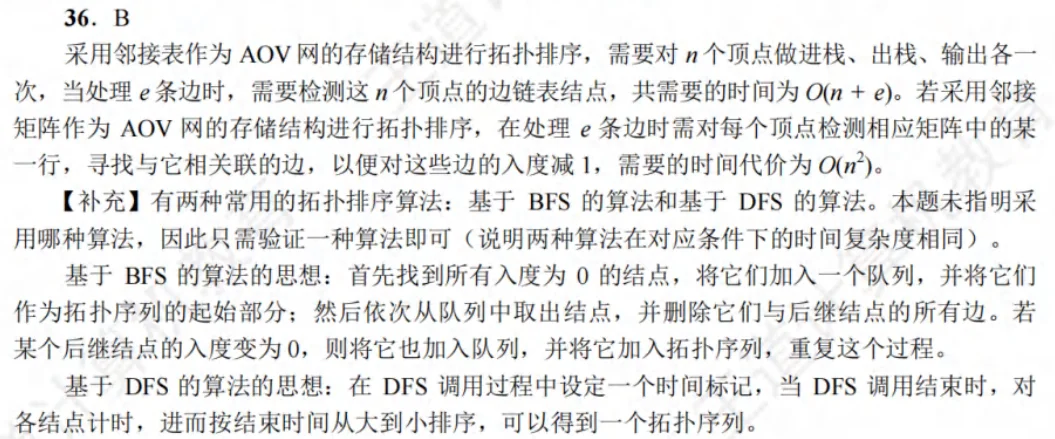 36. B
采用邻接表作为 AOV 网的存储结构进行拓扑排序，需要对 n 个顶点做进栈、出栈、输出各一
次，当处理 e 条边时，需要检测这 n 个顶点的边链表结点，共需要的时间为 O(n + e)。若采用邻接
矩阵作为 AOV 网的存储结构进行拓扑排序，在处理 e 条边时需对每个顶点检测相应矩阵中的某
一行，寻找与它相关联的边，以便对这些边的入度减 1，需要的时间代价为 O(n²)。
【补充】有两种常用的拓扑排序算法：基于 BFS 的算法和基于 DFS 的算法。本题未指明采
用哪种算法，因此只需验证一种算法即可（说明两种算法在对应条件下的时间复杂度相同）。
基于 BFS 的算法的思想：首先找到所有入度为 0 的结点，将它们加入一个队列，并将它们
作为拓扑序列的起始部分；然后依次从队列中取出结点，并删除它们与后继结点的所有边。若
某个后继结点的入度变为 0，则将它也加入队列，并将它加入拓扑序列，重复这个过程。
基于 DFS 的算法的思想：在 DFS 调用过程中设定一个时间标记，当 DFS 调用结束时，对
各结点计时，进而按结束时间从大到小排序，可以得到一个拓扑序列。